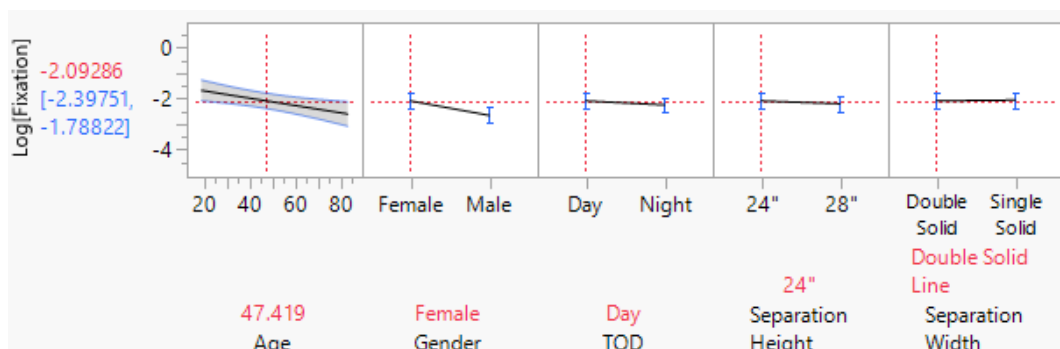 Log[Fixation]
-2.09286
[-2.39751,
-1.78822]
0
-2
-4
20 40 60 80
Female Male
Day Night
24" 28"
Double Solid
Single Solid
47.419
Age
Female
Gender
Day
TOD
24"
Separation
Height
Double Solid
Line
Separation
Width